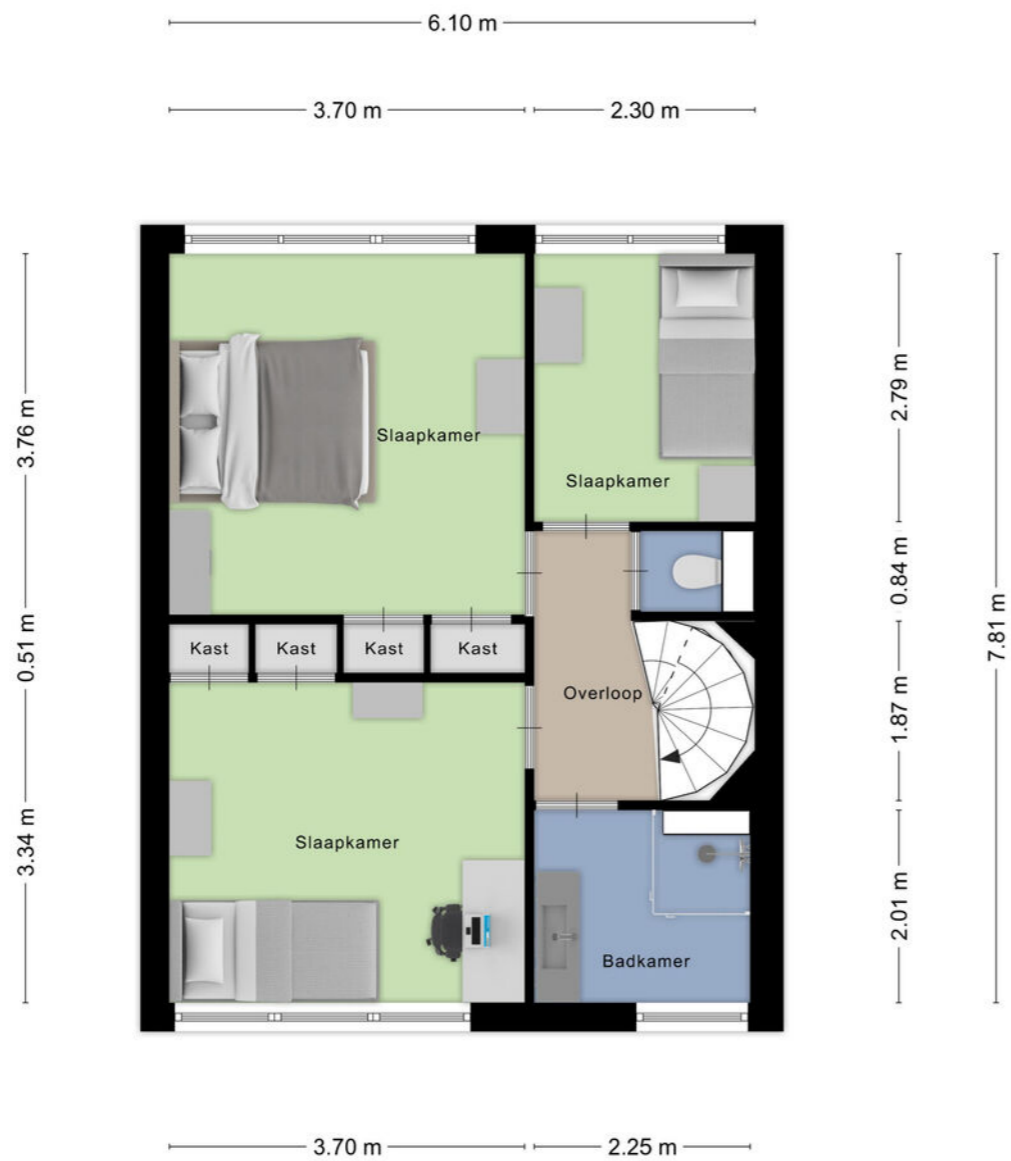 6.10 m
3.70 m
2.30 m
3.76 m
2.79 m
Slaapkamer
Slaapkamer
0.84 m
7.81 m
0.51 m
Kast
Kast
Kast
Kast
Overloop
1.87 m
3.34 m
Slaapkamer
2.01 m
Badkamer
3.70 m
2.25 m